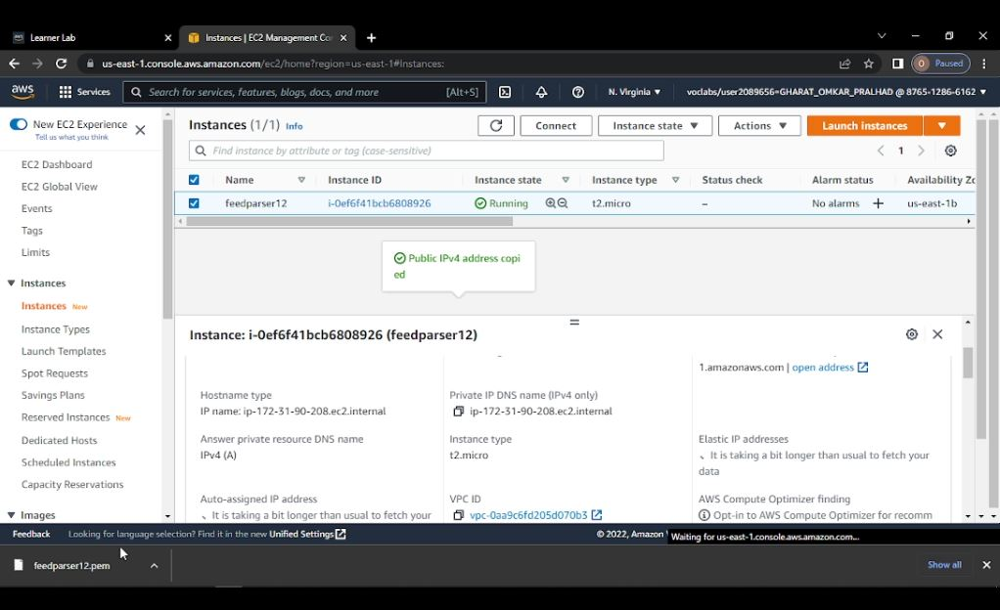 Learner Lab
Instances | EC2 Management Co
us-east-1.console.aws.amazon.com/ec2/home?region=us-east-1#Instances:
O Paused
aws
Services
Search for services, features, blogs, docs, and more
[Alt+S]
N. Virginia
voclabs/user2089656=GHARAT_OMKAR_PRALHAD @ 8765-1286-6162
New EC2 Experience
Tell us what you think
EC2 Dashboard
EC2 Global View
Events
Tags
Limits
Instances
Instances New
Instance Types
Launch Templates
Spot Requests
Savings Plans
Reserved Instances New
Dedicated Hosts
Scheduled Instances
Capacity Reservations
Images
Instances (1/1) Info
Connect
Instance state
Actions
Launch instances
Find instance by attribute or tag (case-sensitive)
1
Name Instance ID Instance state Instance type Status check Alarm status Availability Zo
feedparser12 i-0ef6f41bcb6808926 Running t2.micro – No alarms + us-east-1b
Public IPv4 address copi
ed
Instance: i-0ef6f41bcb6808926 (feedparser12)
1.amazonaws.com | open address
Hostname type
IP name: ip-172-31-90-208.ec2.internal
Private IP DNS name (IPv4 only)
ip-172-31-90-208.ec2.internal
Answer private resource DNS name
IPv4 (A)
Instance type
t2.micro
Elastic IP addresses
It is taking a bit longer than usual to fetch your
data
Auto-assigned IP address
It is taking a bit longer than usual to fetch your
VPC ID
vpc-0aa9c6fd205d070b3
AWS Compute Optimizer finding
Opt-in to AWS Compute Optimizer for recomm
Feedback
Looking for language selection? Find it in the new Unified Settings
© 2022, Amazon
Waiting for us-east-1.console.aws.amazon.com...
feedparser12.pem
Show all